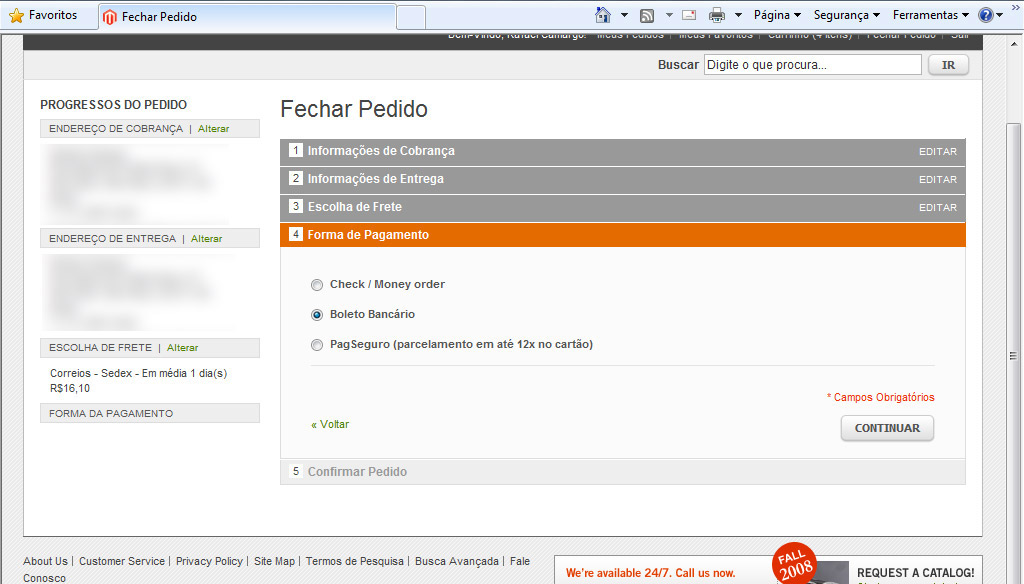 Favoritos
Fechar Pedido
Página
Segurança
Ferramentas
Bem-vindo, Rafael Camargo! Meus Pedidos | Meus Favoritos | Carrinho (4 itens) | Fechar Pedido | Sair
Buscar Digite o que procura... IR
PROGRESSOS DO PEDIDO
ENDEREÇO DE COBRANÇA | Alterar
ENDEREÇO DE ENTREGA | Alterar
ESCOLHA DE FRETE | Alterar
Correios - Sedex - Em média 1 dia(s)
R$16,10
FORMA DA PAGAMENTO
Fechar Pedido
1 Informações de Cobrança EDITAR
2 Informações de Entrega EDITAR
3 Escolha de Frete EDITAR
4 Forma de Pagamento
Check / Money order
Boleto Bancário
PagSeguro (parcelamento em até 12x no cartão)
* Campos Obrigatórios
« Voltar
CONTINUAR
5 Confirmar Pedido
About Us | Customer Service | Privacy Policy | Site Map | Termos de Pesquisa | Busca Avançada | Fale
Conosco
We're available 24/7. Call us now.
FALL
2008
REQUEST A CATALOG!